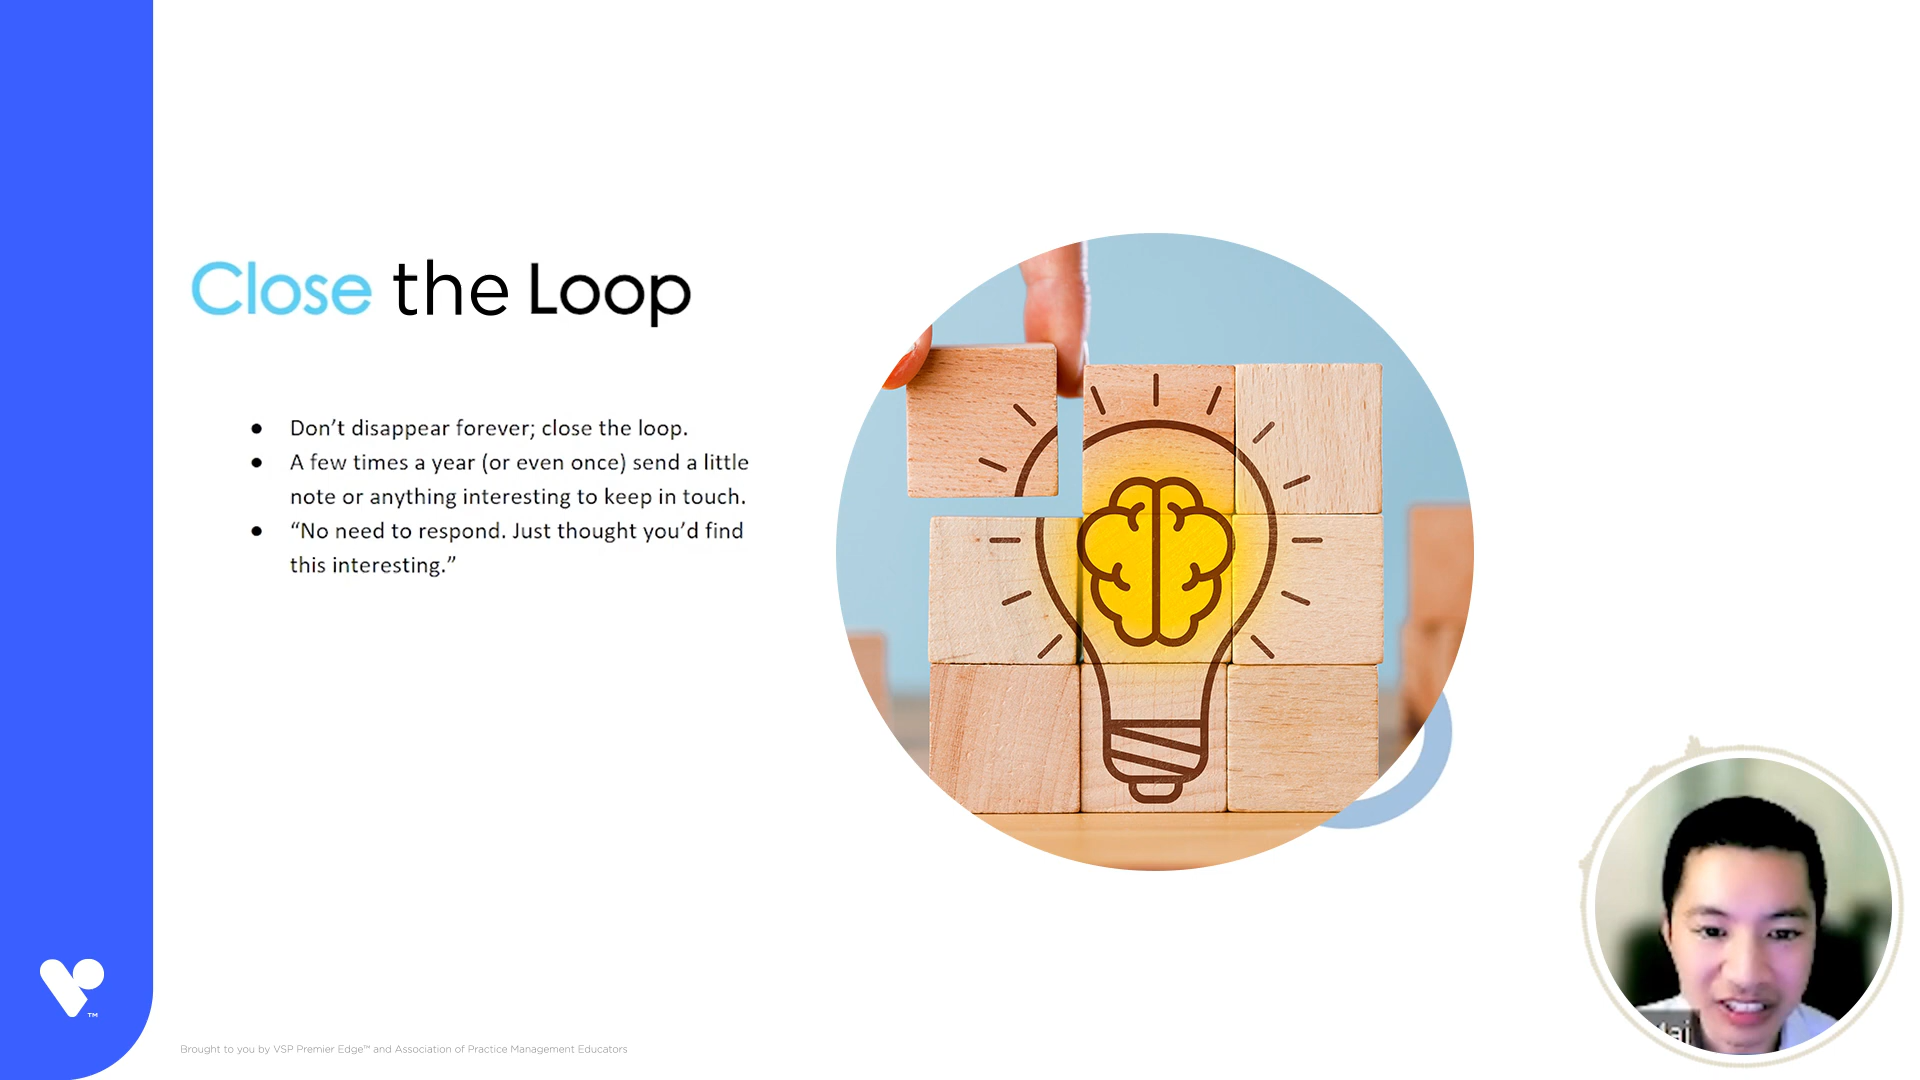 Close the Loop
● Don’t disappear forever; close the loop.
● A few times a year (or even once) send a little
note or anything interesting to keep in touch.
● “No need to respond. Just thought you’d find
this interesting.”
TM
Brought to you by VSP Premier Edge™ and Association of Practice Management Educators